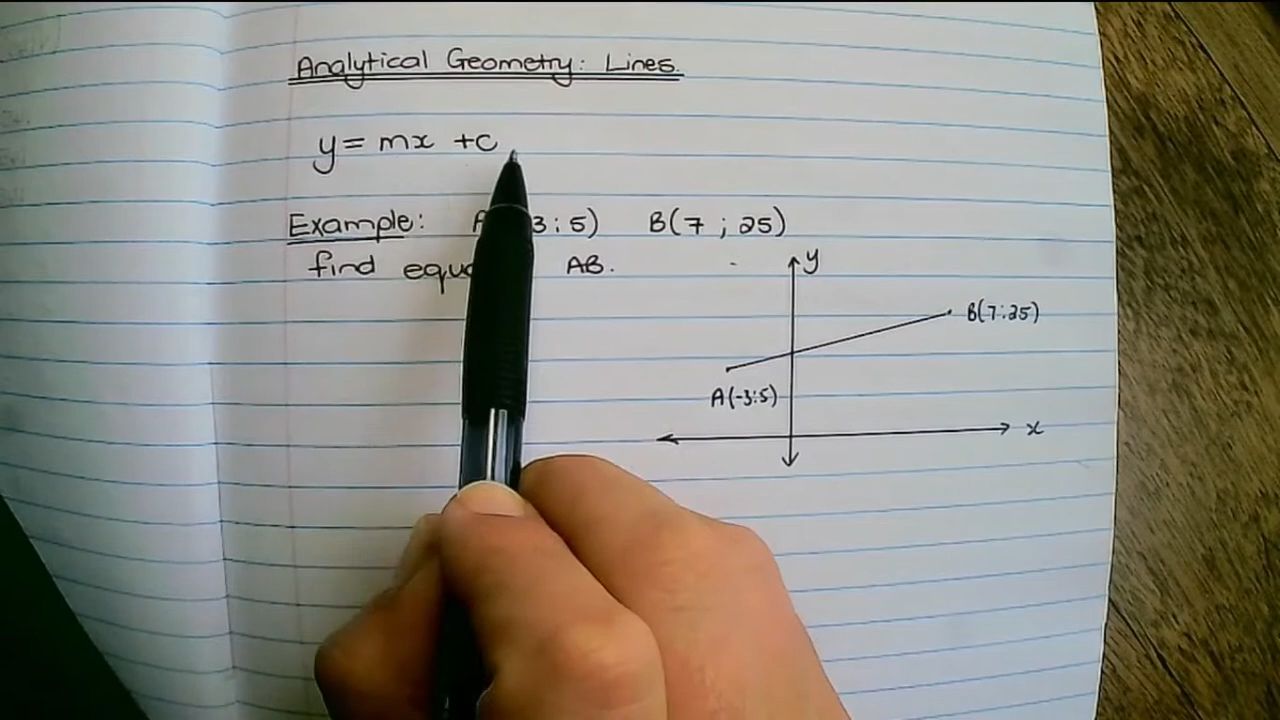 Analytical Geometry: Lines.
y = mx + c
Example: 3 ; 5) B(7 ; 25)
find AB.
y
B(7 ; 25)
A(-3 ; 5)
x